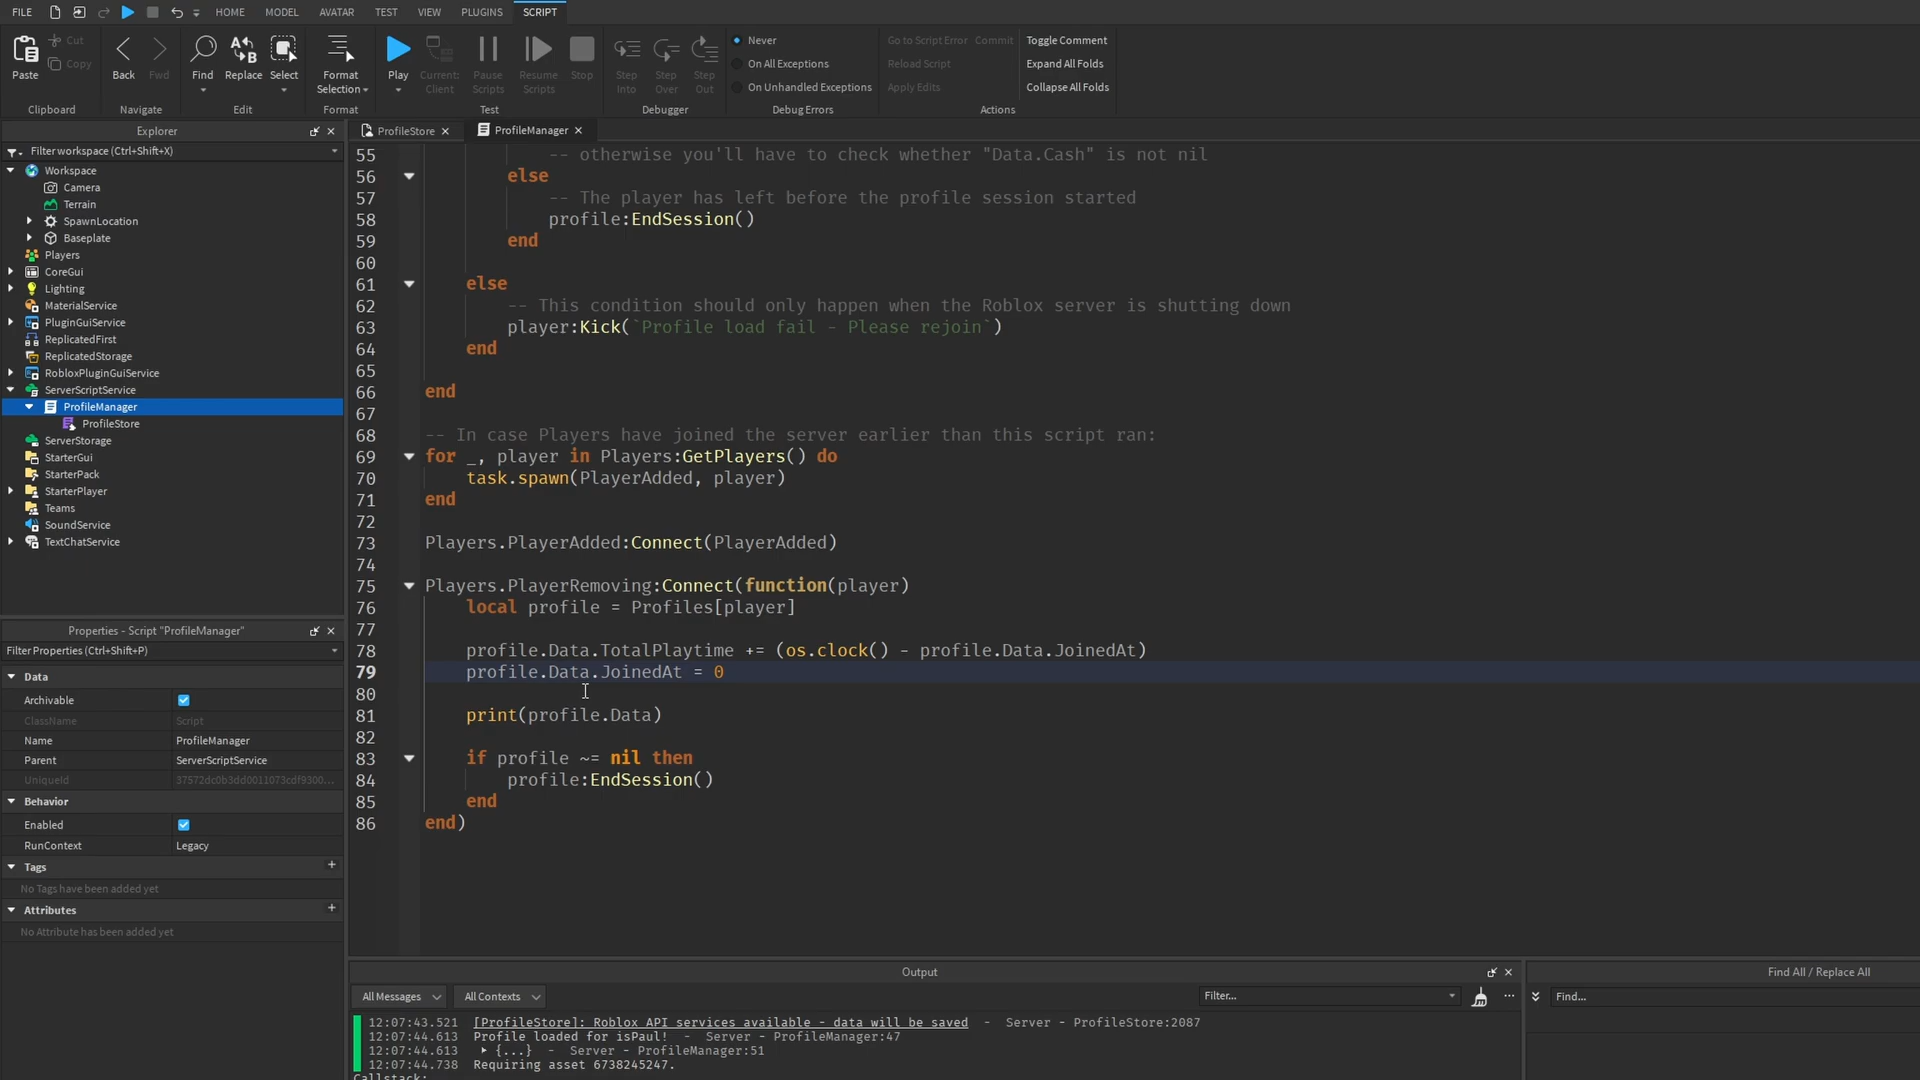 FILE HOME MODEL AVATAR TEST VIEW PLUGINS SCRIPT
Paste Cut Copy Back Fwd Find Replace Select Format Selection Play Current: Client Pause Scripts Resume Scripts Stop Step Into Step Over Step Out
Never
On All Exceptions
On Unhandled Exceptions
Go to Script Error Commit
Reload Script
Apply Edits
Toggle Comment
Expand All Folds
Collapse All Folds
Clipboard Navigate Edit Format Test Debugger Debug Errors Actions
Explorer
Filter workspace (Ctrl+Shift+X)
Workspace
Camera
Terrain
SpawnLocation
Baseplate
Players
CoreGui
Lighting
MaterialService
PluginGuiService
ReplicatedFirst
ReplicatedStorage
RobloxPluginGuiService
ServerScriptService
ProfileManager
ProfileStore
ServerStorage
StarterGui
StarterPack
StarterPlayer
Teams
SoundService
TextChatService
Properties - Script "ProfileManager"
Filter Properties (Ctrl+Shift+P)
Data
Archivable
ClassName Script
Name ProfileManager
Parent ServerScriptService
UniqueId 37572dc0b3dd0011073cdf9300...
Behavior
Enabled
RunContext Legacy
Tags +
No Tags have been added yet
Attributes +
No Attribute has been added yet
ProfileStore ProfileManager
55 -- otherwise you'll have to check whether "Data.Cash" is not nil
56 else
57 -- The player has left before the profile session started
58 profile:EndSession()
59 end
60
61 else
62 -- This condition should only happen when the Roblox server is shutting down
63 player:Kick(`Profile load fail - Please rejoin`)
64 end
65
66 end
67
68 -- In case Players have joined the server earlier than this script ran:
69 for _, player in Players:GetPlayers() do
70 task.spawn(PlayerAdded, player)
71 end
72
73 Players.PlayerAdded:Connect(PlayerAdded)
74
75 Players.PlayerRemoving:Connect(function(player)
76 local profile = Profiles[player]
77
78 profile.Data.TotalPlaytime += (os.clock() - profile.Data.JoinedAt)
79 profile.Data.JoinedAt = 0
80
81 print(profile.Data)
82
83 if profile ~= nil then
84 profile:EndSession()
85 end
86 end)
Output
All Messages All Contexts Filter... ...
12:07:43.521 [ProfileStore]: Roblox API services available - data will be saved - Server - ProfileStore:2087
12:07:44.613 Profile loaded for isPaul! - Server - ProfileManager:47
12:07:44.613 {...} - Server - ProfileManager:51
12:07:44.738 Requiring asset 6738245247.
Callstack:
Find All / Replace All
Find...